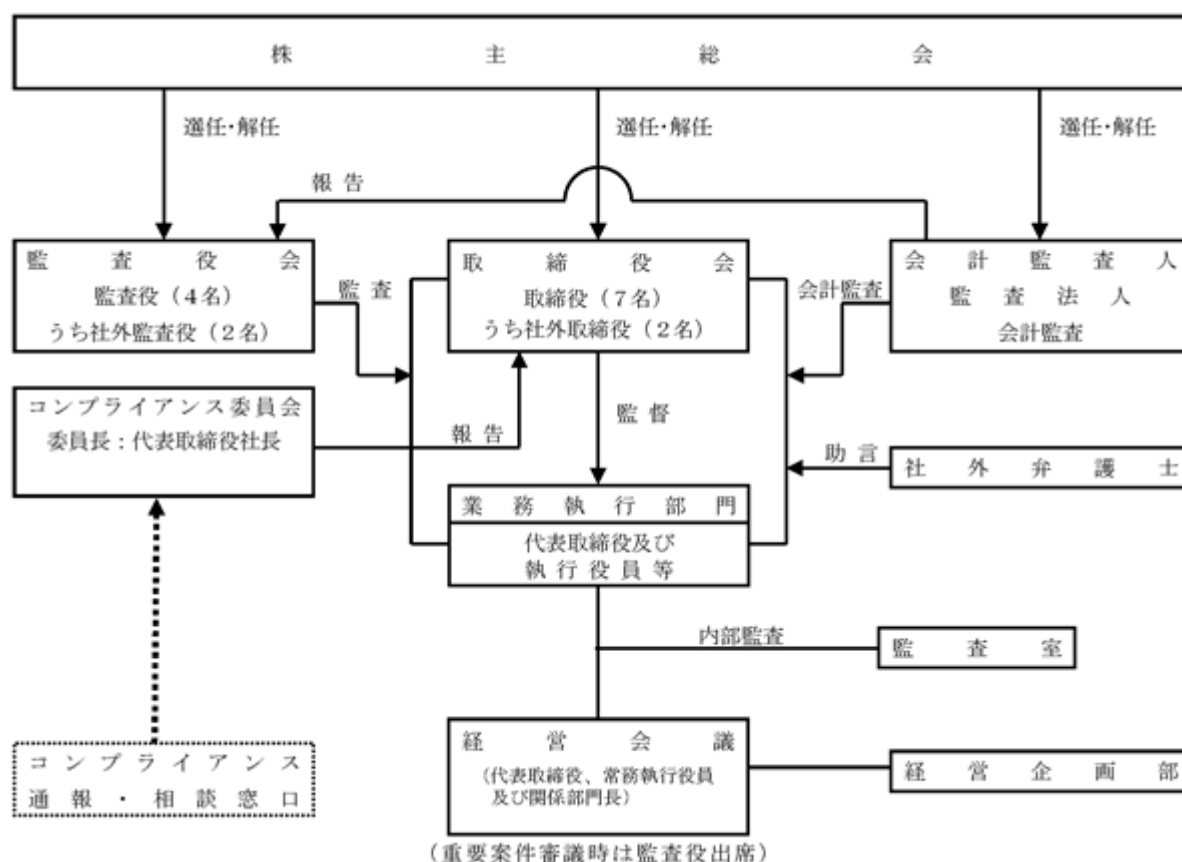 株主総会
選任・解任
選任・解任
選任・解任
報告
監査役会
監査役（４名）
うち社外監査役（２名）
監査
取締役会
取締役（７名）
うち社外取締役（２名）
会計監査
会計監査人
監査法人
会計監査
コンプライアンス委員会
委員長：代表取締役社長
報告
監督
助言
社外弁護士
業務執行部門
代表取締役及び
執行役員等
内部監査
監査室
経営会議
（代表取締役、常務執行役員
及び関係部門長）
経営企画部
コンプライアンス
通報・相談窓口
（重要案件審議時は監査役出席）